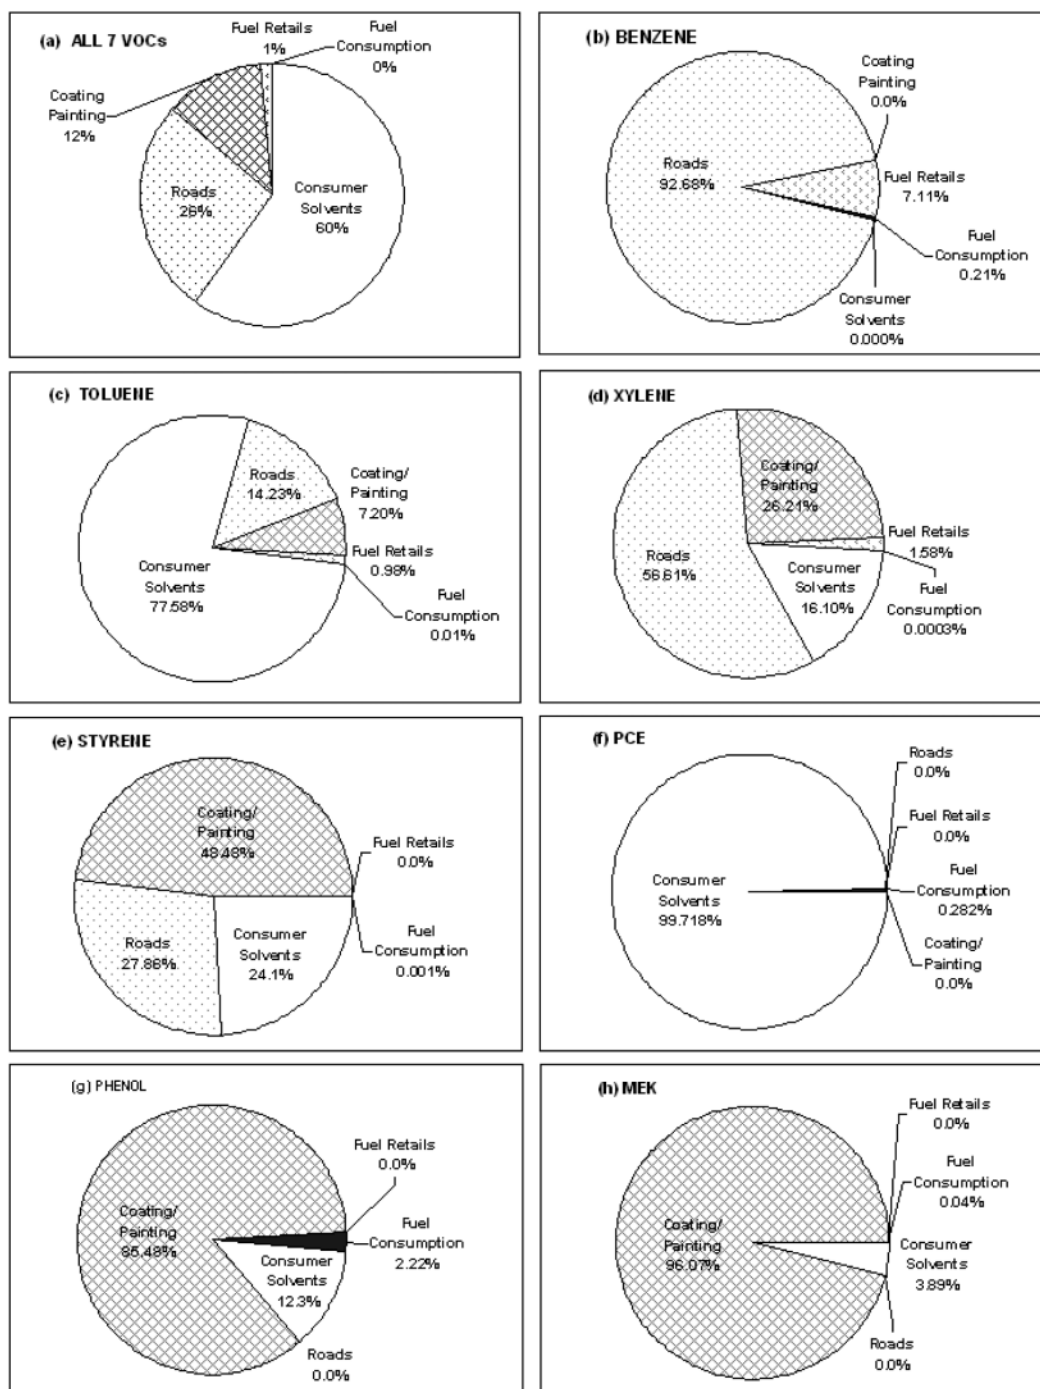 (a) ALL 7 VOCs
Fuel Retails
1%
Fuel
Consumption
0%
Coating
Painting
12%
Roads
26%
Consumer
Solvents
60%
(b) BENZENE
Coating
Painting
0.0%
Roads
92.68%
Fuel Retails
7.11%
Fuel
Consumption
0.21%
Consumer
Solvents
0.000%
(c) TOLUENE
Roads
14.23%
Coating/
Painting
7.20%
Fuel Retails
0.98%
Consumer
Solvents
77.58%
Fuel
Consumption
0.01%
(d) XYLENE
Coating/
Painting
26.21%
Fuel Retails
1.58%
Roads
56.61%
Consumer
Solvents
16.10%
Fuel
Consumption
0.0003%
(e) STYRENE
Coating/
Painting
48.48%
Fuel Retails
0.0%
Roads
27.86%
Consumer
Solvents
24.1%
Fuel
Consumption
0.001%
(f) PCE
Roads
0.0%
Fuel Retails
0.0%
Consumer
Solvents
99.718%
Fuel
Consumption
0.282%
Coating/
Painting
0.0%
(g) PHENOL
Fuel Retails
0.0%
Coating/
Painting
85.48%
Fuel
Consumption
2.22%
Consumer
Solvents
12.3%
Roads
0.0%
(h) MEK
Fuel Retails
0.0%
Fuel
Consumption
0.04%
Coating/
Painting
96.07%
Consumer
Solvents
3.89%
Roads
0.0%